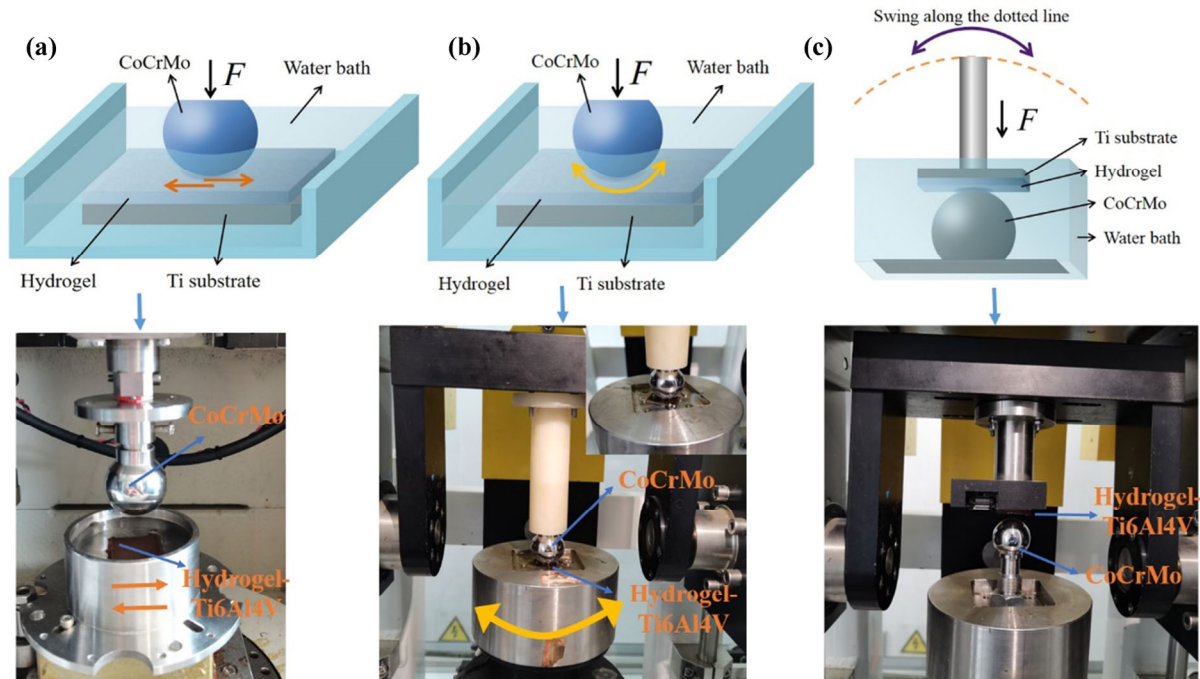 (a)
CoCrMo
F
Water bath
Hydrogel
Ti substrate
CoCrMo
Hydrogel-
Ti6Al4V
(b)
CoCrMo
F
Water bath
Hydrogel
Ti substrate
CoCrMo
Hydrogel-
Ti6Al4V
(c)
Swing along the dotted line
F
Ti substrate
Hydrogel
CoCrMo
Water bath
Hydrogel-
Ti6Al4V
CoCrMo